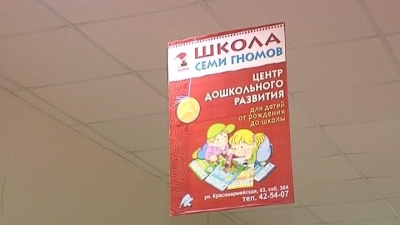 ШКОЛА
СЕМИ ГНОМОВ
ЦЕНТР
ДОШКОЛЬНОГО
РАЗВИТИЯ
для детей
от рождения
до школы
ул. Красноармейская, 43, каб. 304
тел. 42-54-07